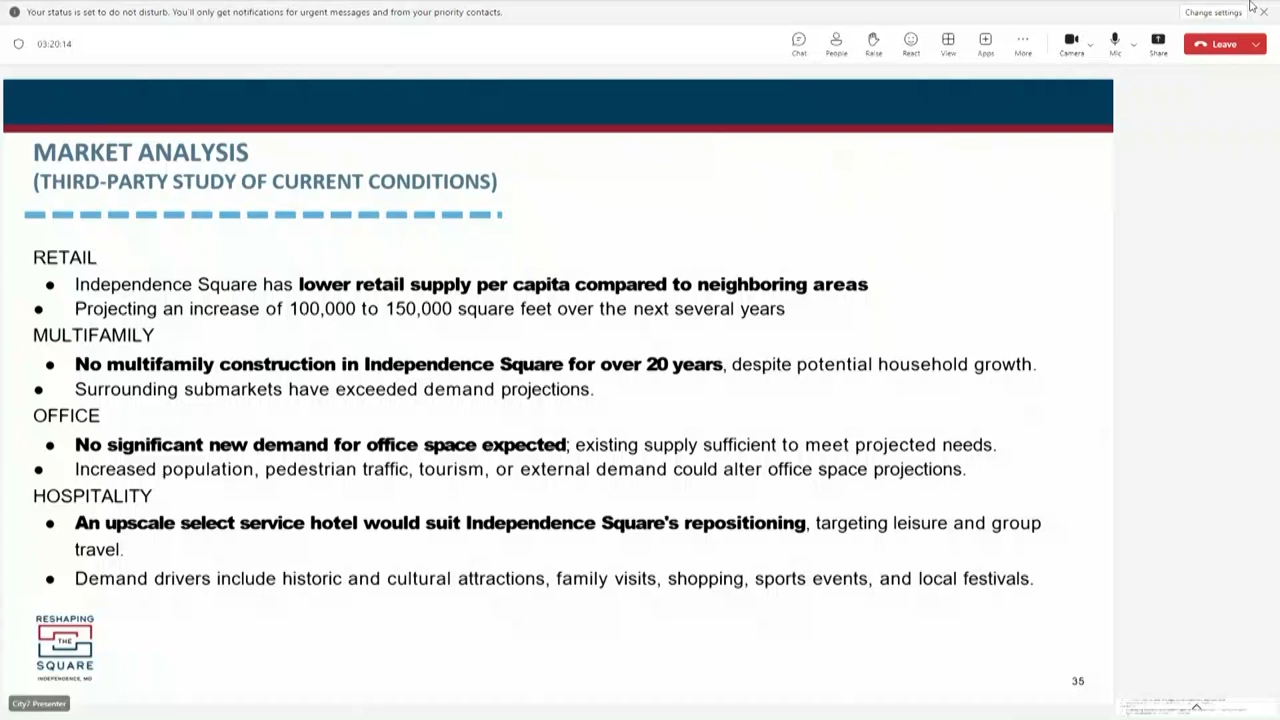 Your status is set to do not disturb. You'll only get notifications for urgent messages and from your priority contacts.
Change settings
03:20:14
Chat
People
Raise
React
View
Apps
More
Camera
Mic
Share
Leave
MARKET ANALYSIS
(THIRD-PARTY STUDY OF CURRENT CONDITIONS)
RETAIL
● Independence Square has lower retail supply per capita compared to neighboring areas
● Projecting an increase of 100,000 to 150,000 square feet over the next several years
MULTIFAMILY
● No multifamily construction in Independence Square for over 20 years, despite potential household growth.
● Surrounding submarkets have exceeded demand projections.
OFFICE
● No significant new demand for office space expected; existing supply sufficient to meet projected needs.
● Increased population, pedestrian traffic, tourism, or external demand could alter office space projections.
HOSPITALITY
● An upscale select service hotel would suit Independence Square's repositioning, targeting leisure and group
travel.
● Demand drivers include historic and cultural attractions, family visits, shopping, sports events, and local festivals.
RESHAPING
THE
SQUARE
INDEPENDENCE, MO
35
City7 Presenter